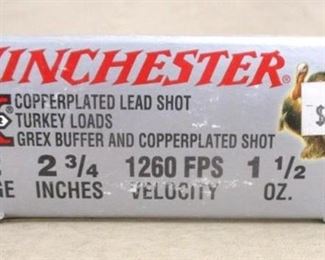 WINCHESTER
COPPERPLATED LEAD SHOT
TURKEY LOADS
GREX BUFFER AND COPPERPLATED SHOT
2 3/4 1260 FPS 1 1/2
INCHES VELOCITY OZ.
$